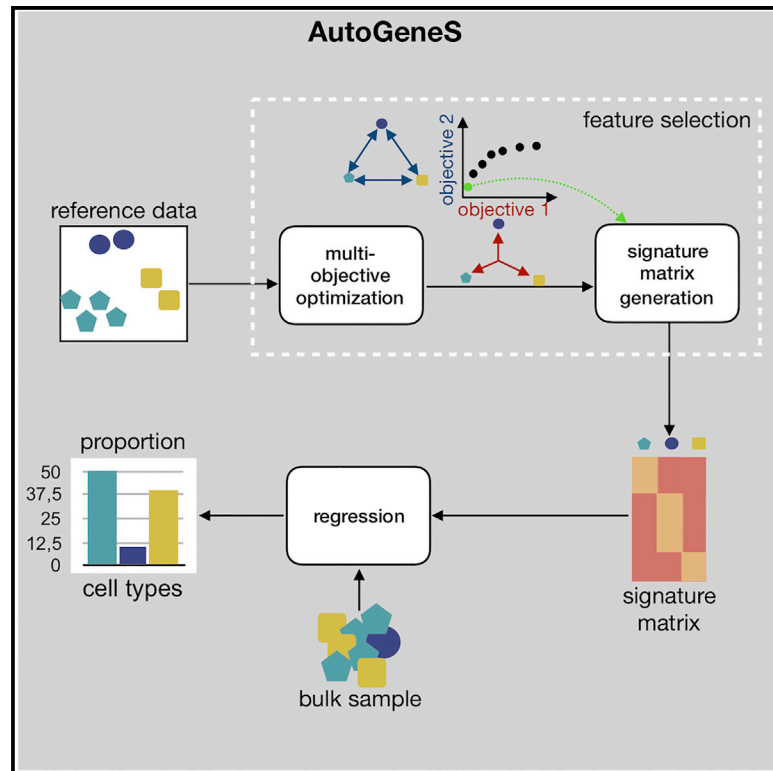 AutoGeneS
feature selection
objective 2
objective 1
reference data
multi-
objective
optimization
signature
matrix
generation
proportion
50
37,5
25
12,5
0
cell types
regression
signature
matrix
bulk sample